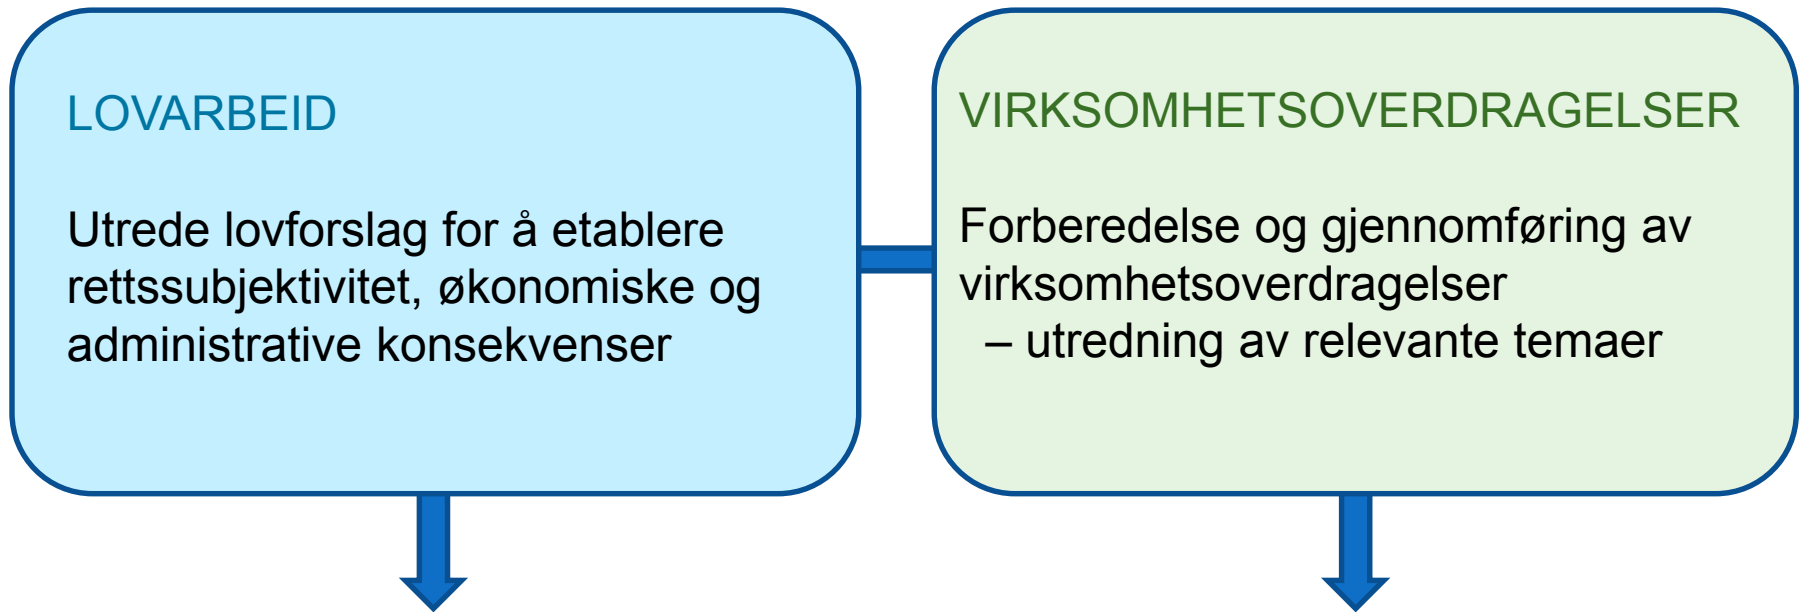 LOVARBEID
Utrede lovforslag for å etablere
rettssubjektivitet, økonomiske og
administrative konsekvenser
VIRKSOMHETSOVERDRAGELSER
Forberedelse og gjennomføring av
virksomhetsoverdragelser
– utredning av relevante temaer